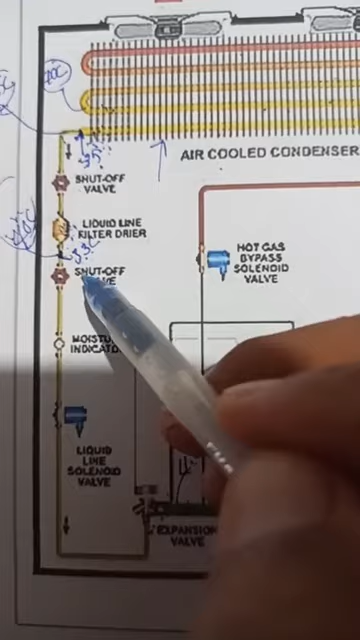 AIR COOLED CONDENSER
SHUT-OFF
VALVE
LIQUID LINE
FILTER DRIER
33C
SHUT-OFF
HOT GAS
BYPASS
SOLENOID
VALVE
LIQUID
LINE
SOLENOID
VALVE
EXPANSION
VALVE